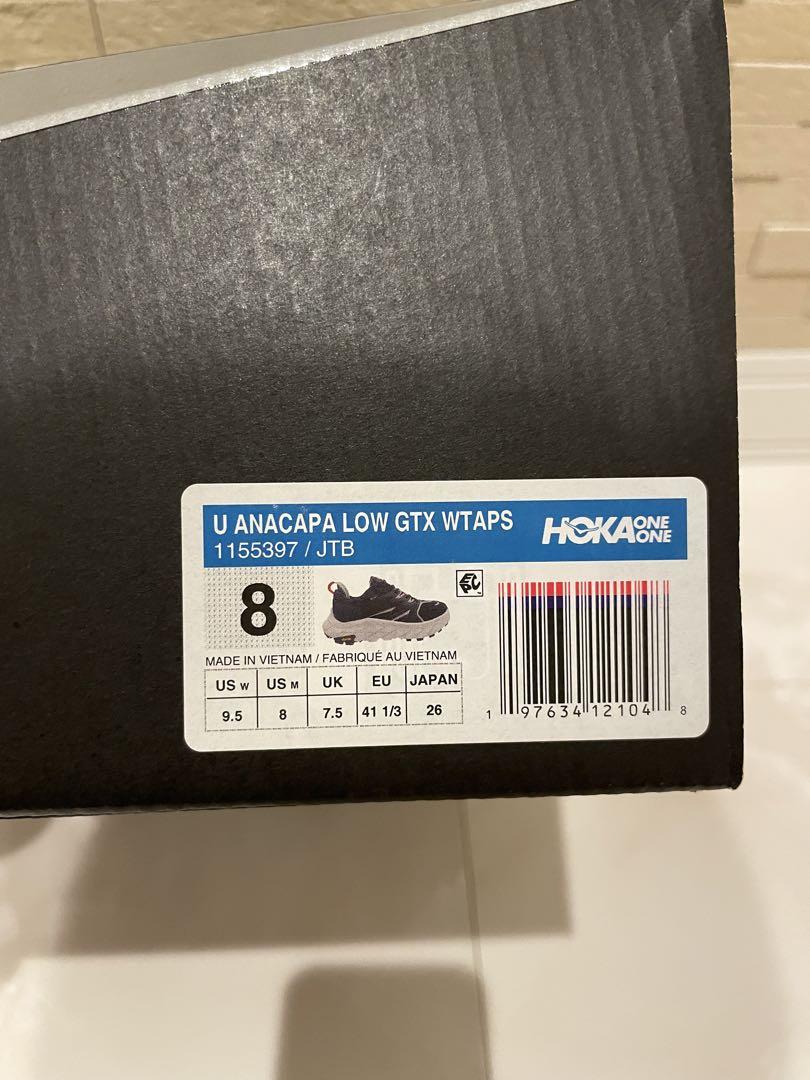 U ANACAPA LOW GTX WTAPS
1155397 / JTB
HOKA ONE ONE
8
EPC
MADE IN VIETNAM / FABRIQUÉ AU VIETNAM
US W US M UK EU JAPAN
9.5 8 7.5 41 1/3 26
1 97634 12104 8